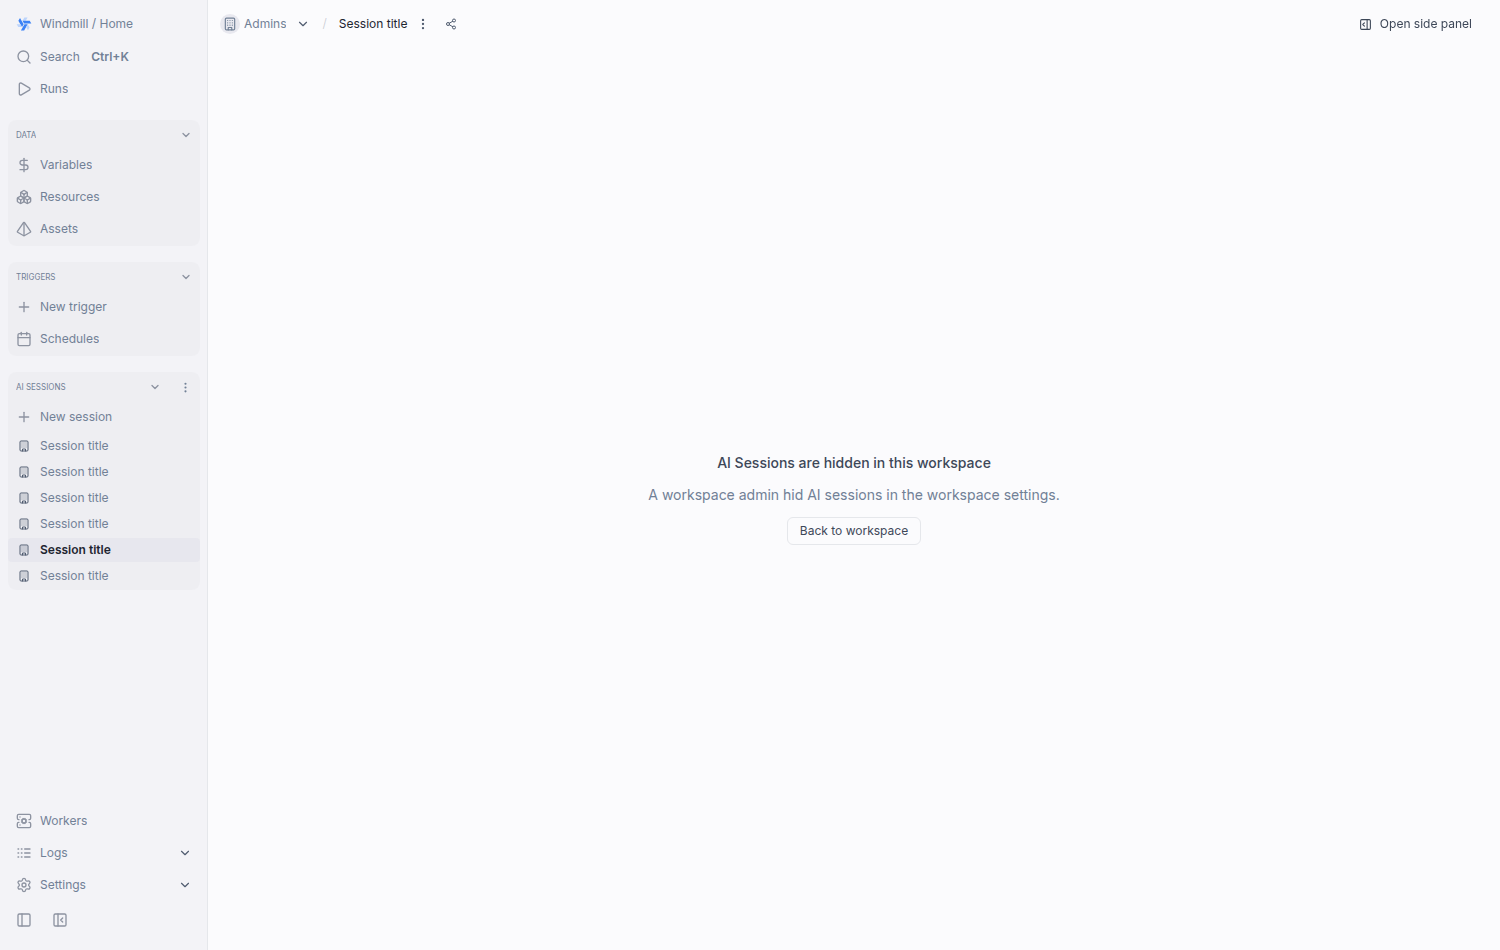 Windmill / Home
Search Ctrl+K
Runs
DATA
Variables
Resources
Assets
TRIGGERS
New trigger
Schedules
AI SESSIONS
New session
Session title
Session title
Session title
Session title
Session title
Session title
Workers
Logs
Settings
Admins / Session title
Open side panel
AI Sessions are hidden in this workspace
A workspace admin hid AI sessions in the workspace settings.
Back to workspace